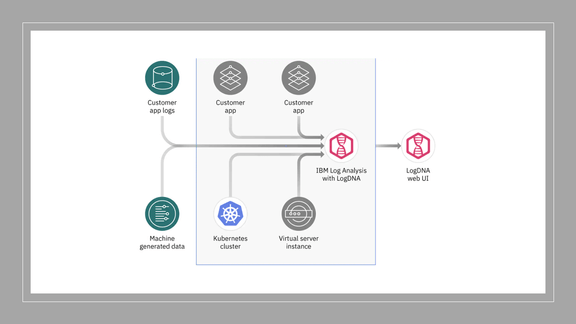 Customer
app logs
Customer
app
Customer
app
IBM Log Analysis
with LogDNA
LogDNA
web UI
Machine
generated data
Kubernetes
cluster
Virtual server
instance